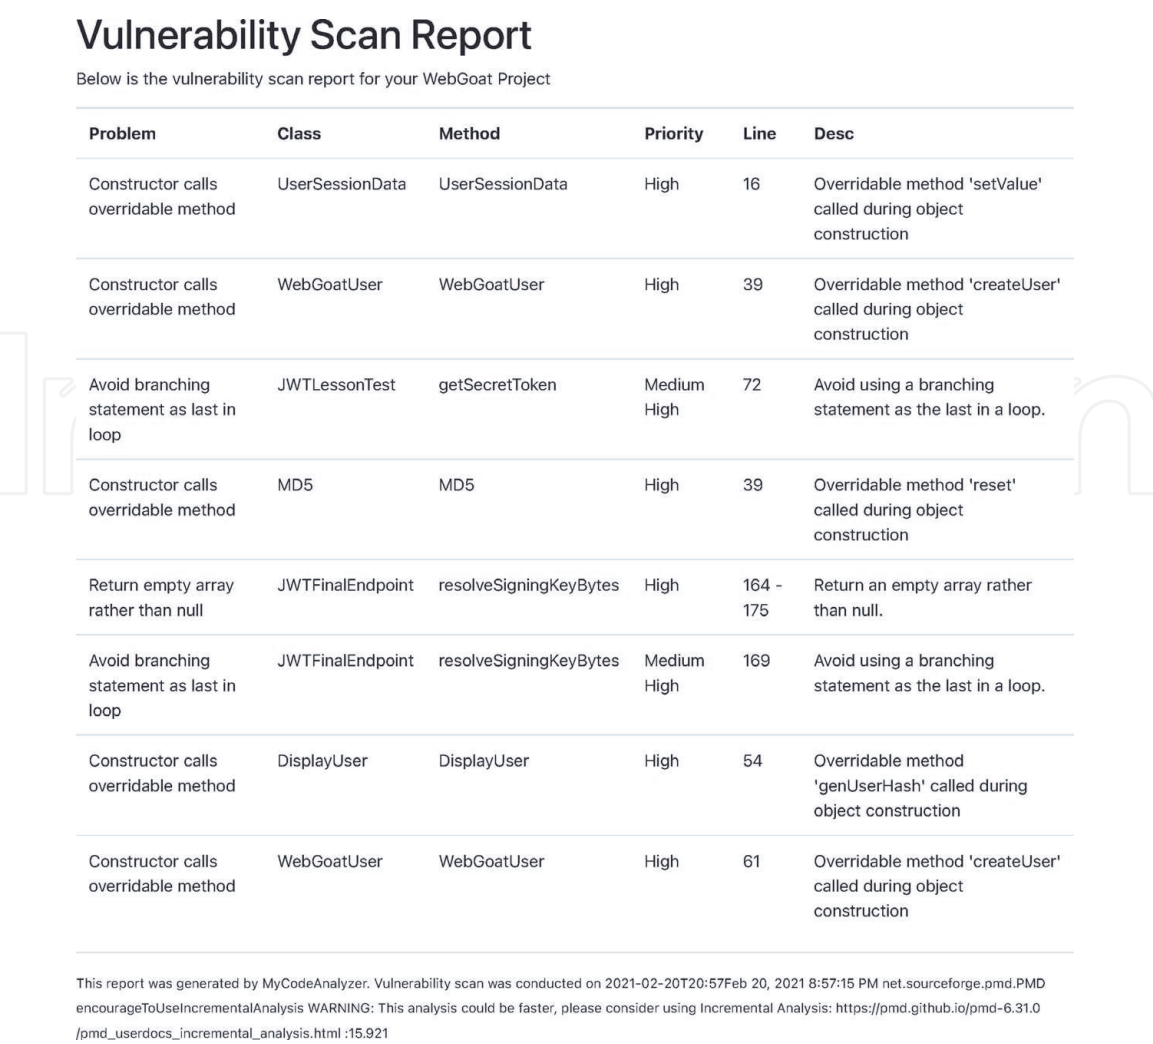 Vulnerability Scan Report
Below is the vulnerability scan report for your WebGoat Project
Problem Class Method Priority Line Desc
Constructor calls UserSessionData UserSessionData High 16 Overridable method 'setValue'
overridable method called during object
construction
Constructor calls WebGoatUser WebGoatUser High 39 Overridable method 'createUser'
overridable method called during object
construction
Avoid branching JWTLessonTest getSecretToken Medium 72 Avoid using a branching
statement as last in High statement as the last in a loop.
loop
Constructor calls MD5 MD5 High 39 Overridable method 'reset'
overridable method called during object
construction
Return empty array JWTFinalEndpoint resolveSigningKeyBytes High 164 - Return an empty array rather
rather than null 175 than null.
Avoid branching JWTFinalEndpoint resolveSigningKeyBytes Medium 169 Avoid using a branching
statement as last in High statement as the last in a loop.
loop
Constructor calls DisplayUser DisplayUser High 54 Overridable method
overridable method 'genUserHash' called during
object construction
Constructor calls WebGoatUser WebGoatUser High 61 Overridable method 'createUser'
overridable method called during object
construction
This report was generated by MyCodeAnalyzer. Vulnerability scan was conducted on 2021-02-20T20:57Feb 20, 2021 8:57:15 PM net.sourceforge.pmd.PMD
encourageToUseIncrementalAnalysis WARNING: This analysis could be faster, please consider using Incremental Analysis: https://pmd.github.io/pmd-6.31.0
/pmd_userdocs_incremental_analysis.html :15.921